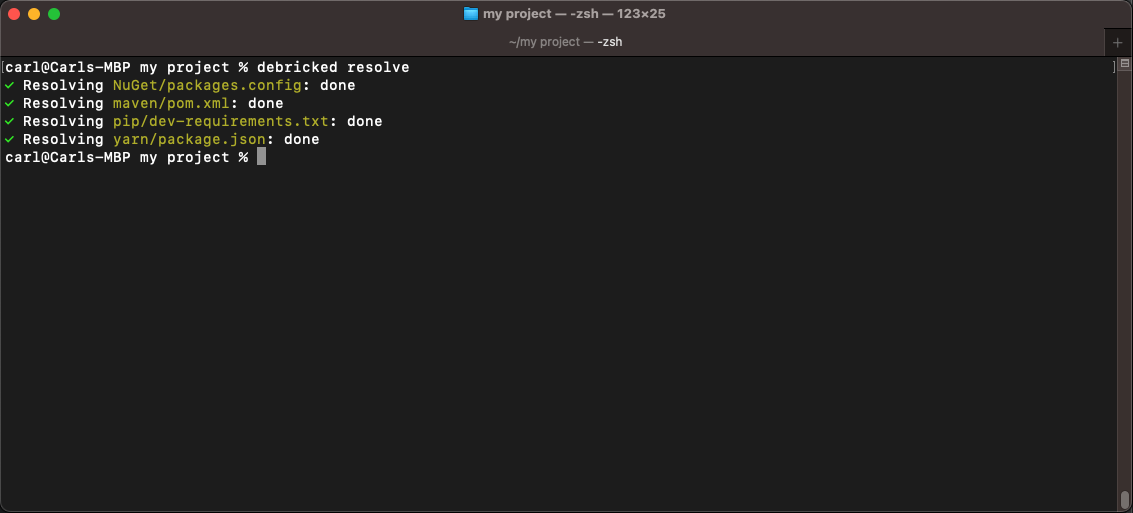 my project — -zsh — 123×25
~/my project — -zsh
+
[carl@Carls-MBP my project % debricked resolve ]
✓ Resolving NuGet/packages.config: done
✓ Resolving maven/pom.xml: done
✓ Resolving pip/dev-requirements.txt: done
✓ Resolving yarn/package.json: done
carl@Carls-MBP my project %